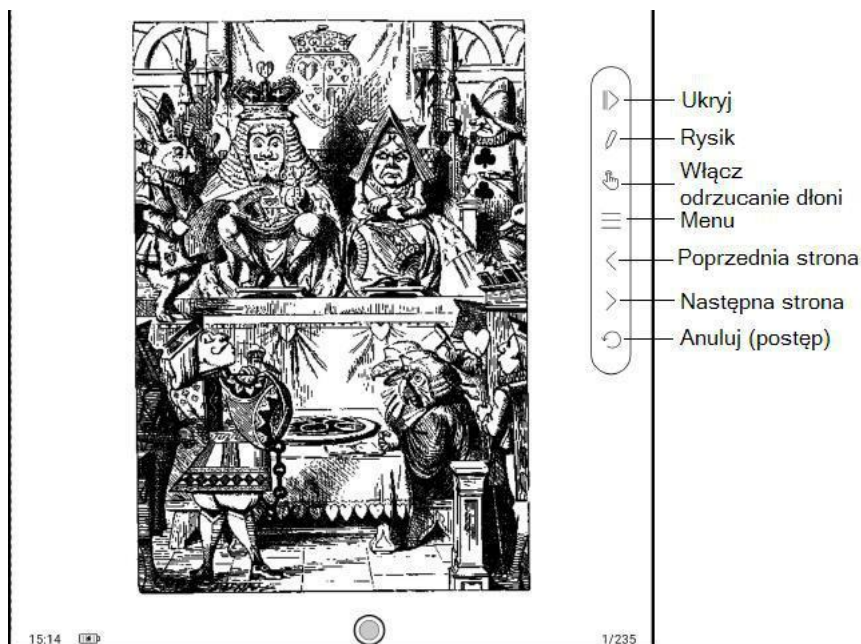 Ukryj
Rysik
Włącz
odrzucanie dłoni
Menu
Poprzednia strona
Następna strona
Anuluj (postęp)
15:14
1/235